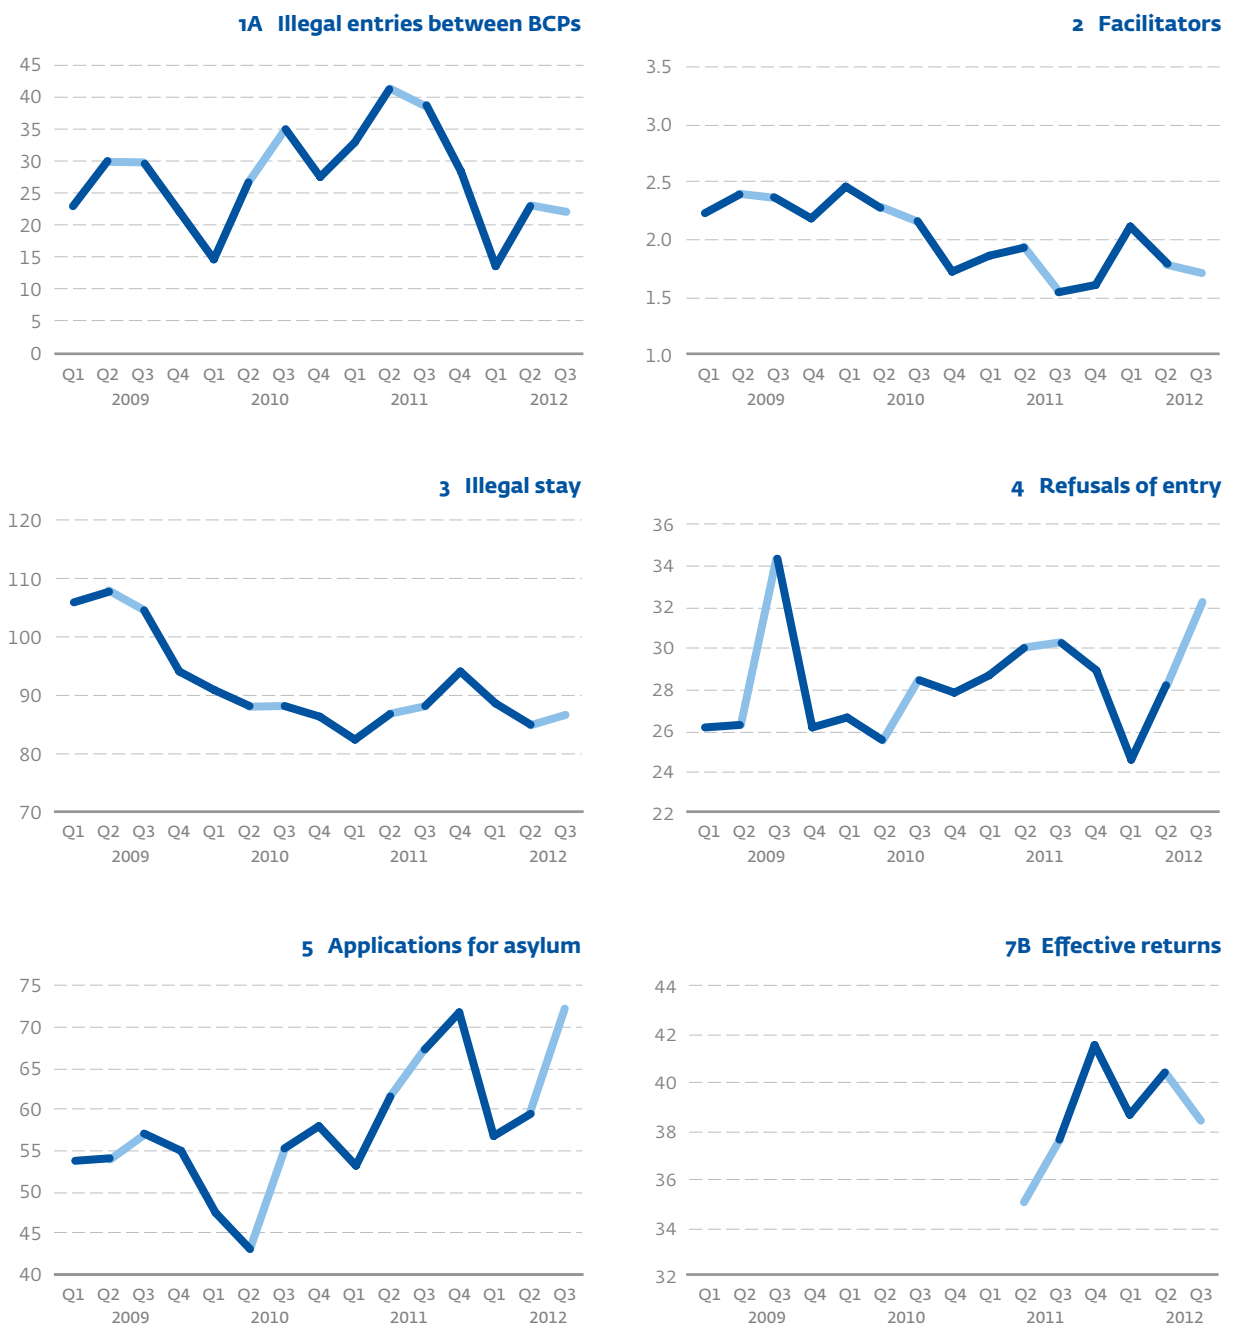 1A Illegal entries between BCPs
45
40
35
30
25
20
15
10
5
0
Q1 Q2 Q3 Q4 Q1 Q2 Q3 Q4 Q1 Q2 Q3 Q4 Q1 Q2 Q3
2009 2010 2011 2012
2 Facilitators
3.5
3.0
2.5
2.0
1.5
1.0
Q1 Q2 Q3 Q4 Q1 Q2 Q3 Q4 Q1 Q2 Q3 Q4 Q1 Q2 Q3
2009 2010 2011 2012
3 Illegal stay
120
110
100
90
80
70
Q1 Q2 Q3 Q4 Q1 Q2 Q3 Q4 Q1 Q2 Q3 Q4 Q1 Q2 Q3
2009 2010 2011 2012
4 Refusals of entry
36
34
32
30
28
26
24
22
Q1 Q2 Q3 Q4 Q1 Q2 Q3 Q4 Q1 Q2 Q3 Q4 Q1 Q2 Q3
2009 2010 2011 2012
5 Applications for asylum
75
70
65
60
55
50
45
40
Q1 Q2 Q3 Q4 Q1 Q2 Q3 Q4 Q1 Q2 Q3 Q4 Q1 Q2 Q3
2009 2010 2011 2012
7B Effective returns
44
42
40
38
36
34
32
Q1 Q2 Q3 Q4 Q1 Q2 Q3 Q4 Q1 Q2 Q3 Q4 Q1 Q2 Q3
2009 2010 2011 2012